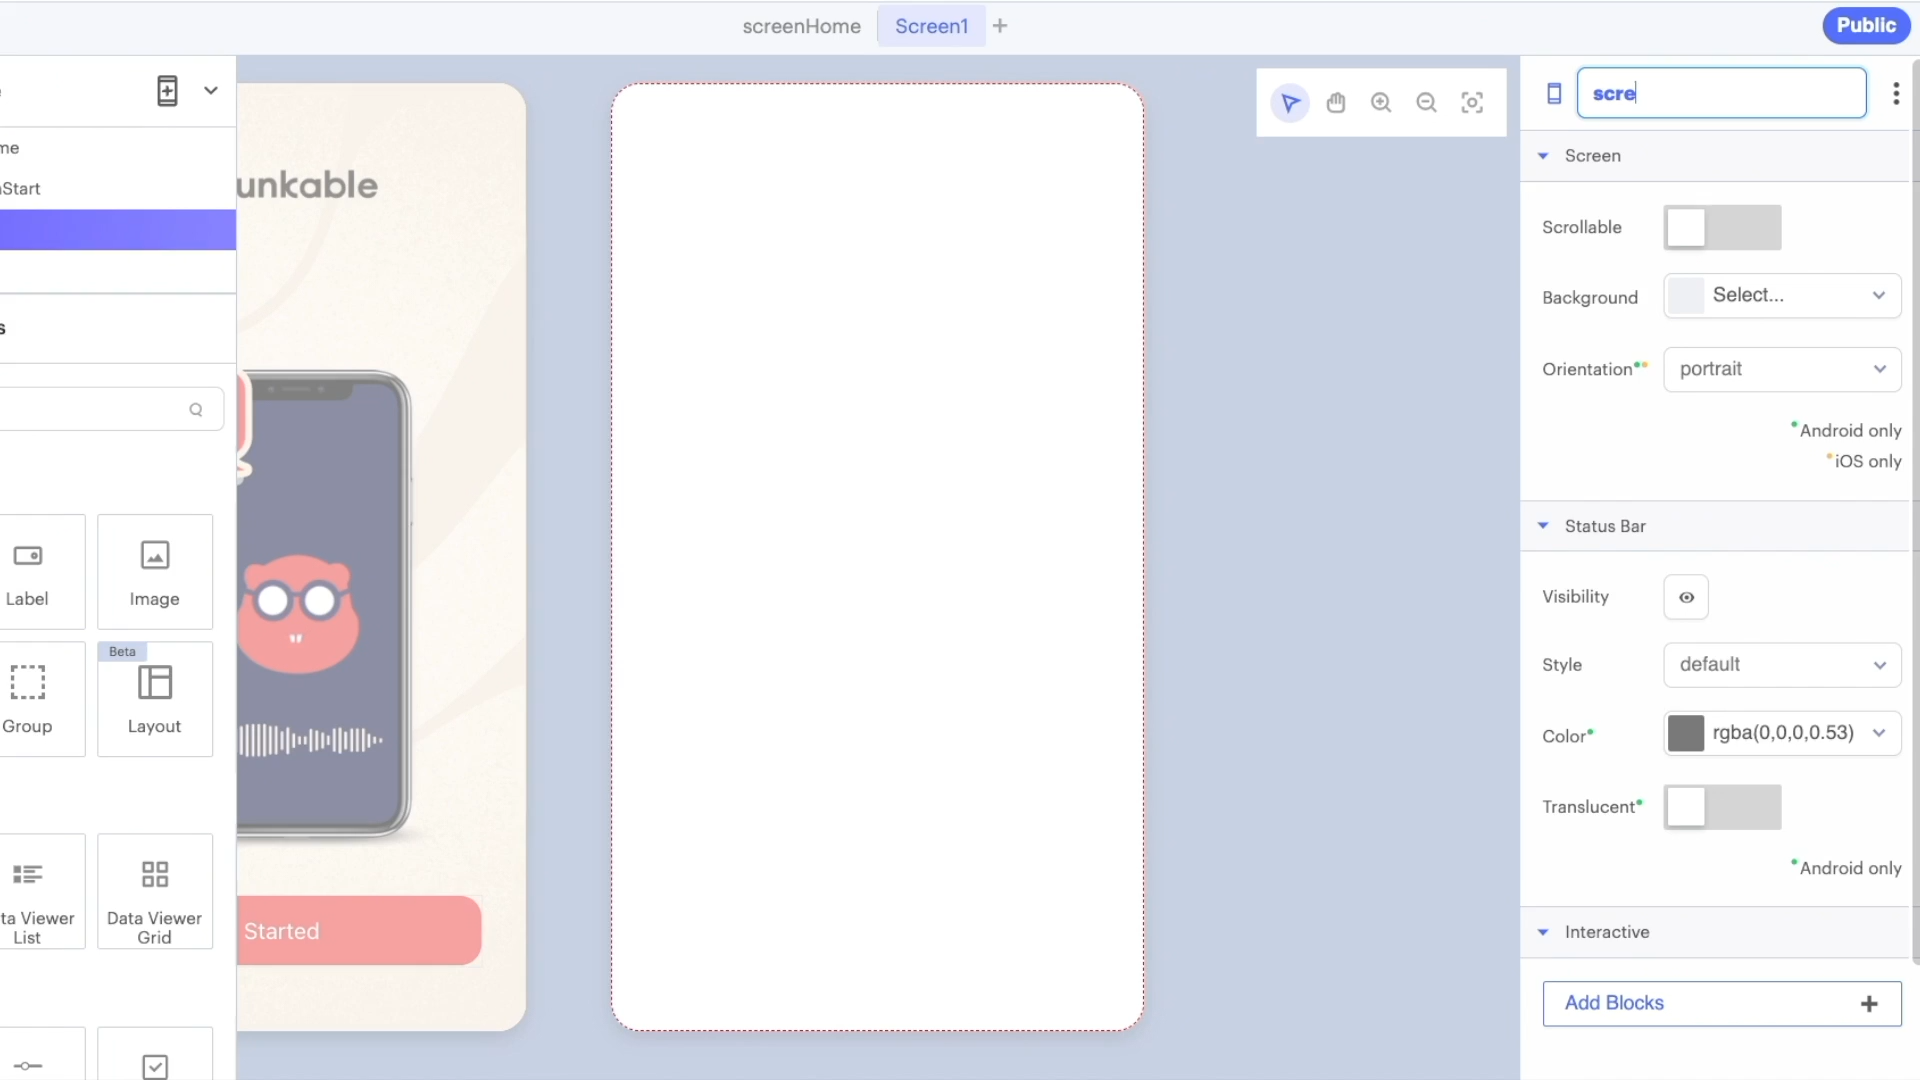 screenHome
Screen1
Public
scre
me
Start
unkable
s
Label
Image
Beta
Group
Layout
ta Viewer
List
Data Viewer
Grid
Started
Screen
Scrollable
Background
Select...
Orientation
portrait
Android only
iOS only
Status Bar
Visibility
Style
default
Color
rgba(0,0,0,0.53)
Translucent
Android only
Interactive
Add Blocks